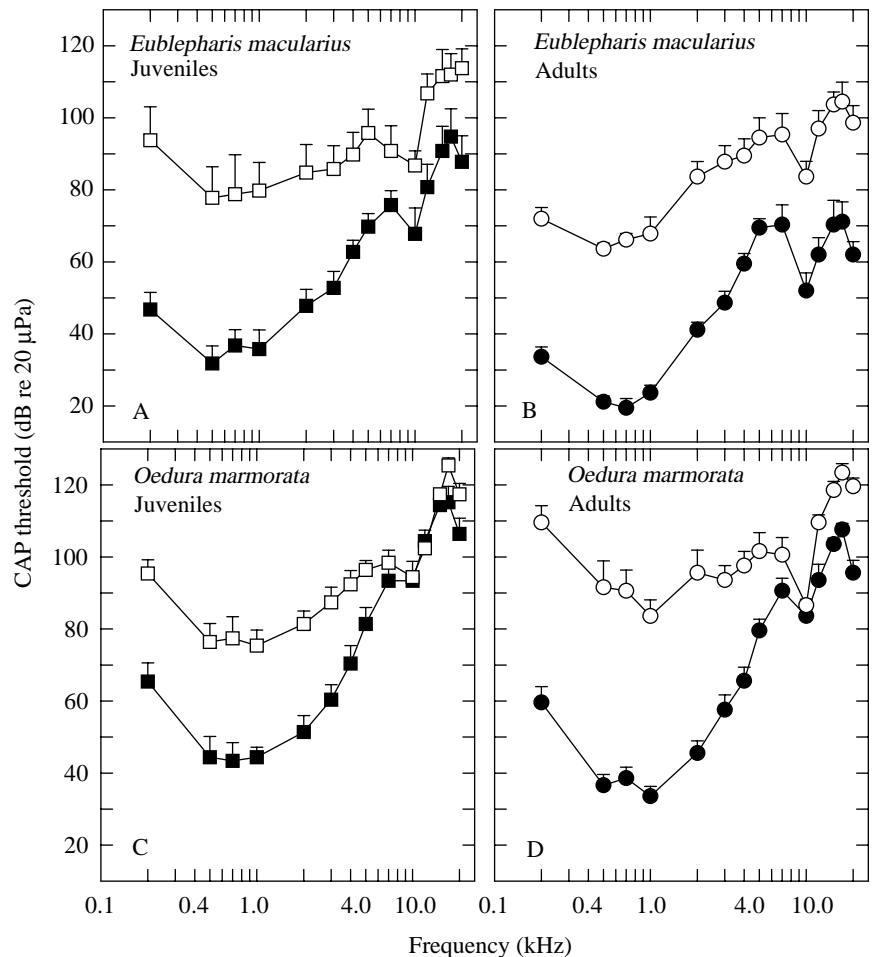 Eublepharis macularius
Juveniles
Eublepharis macularius
Adults
120
100
80
60
40
20
A
B
Oedura marmorata
Juveniles
Oedura marmorata
Adults
120
100
80
60
40
20
C
D
CAP threshold (dB re 20 μPa)
0.1 0.4 1.0 4.0 10.0 0.1 0.4 1.0 4.0 10.0
Frequency (kHz)